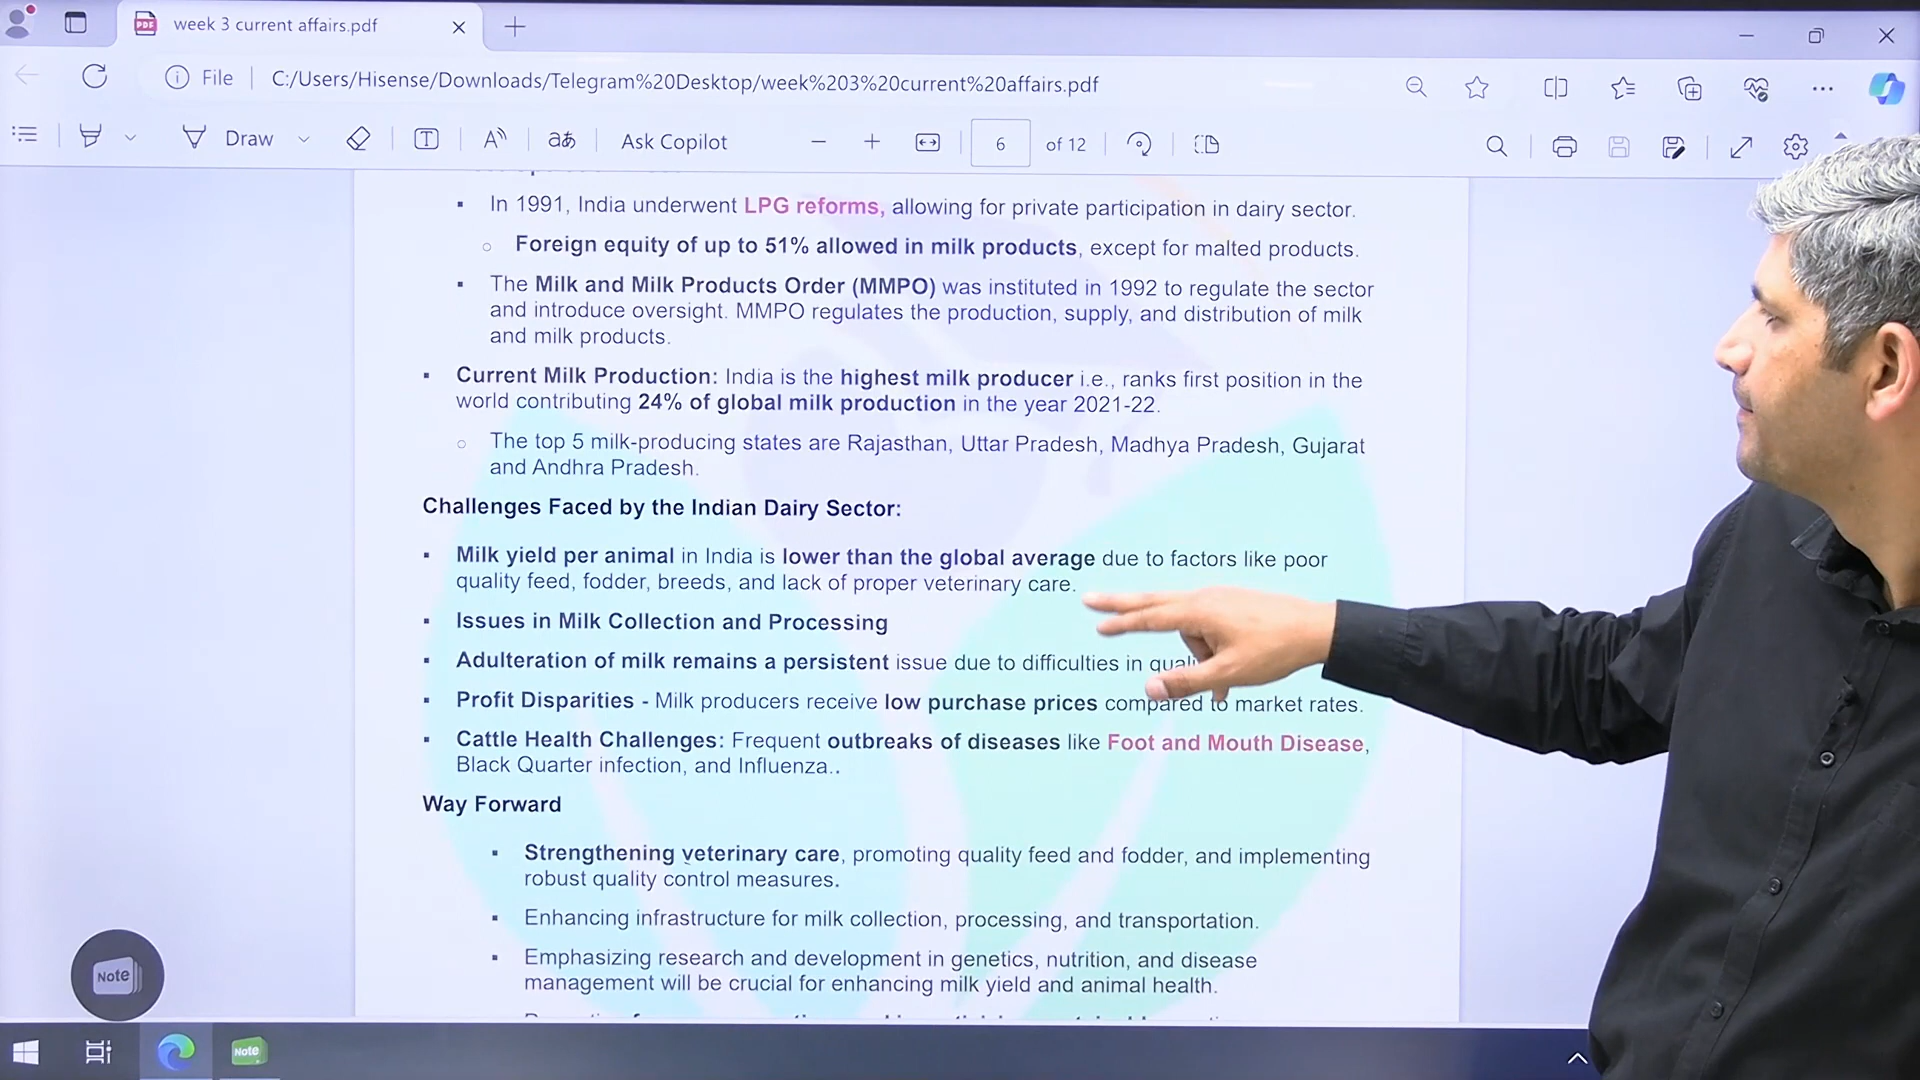 week 3 current affairs.pdf
File
C:/Users/Hisense/Downloads/Telegram%20Desktop/week%203%20current%20affairs.pdf
Draw
Ask Copilot
6
of 12
▪ In 1991, India underwent LPG reforms, allowing for private participation in dairy sector.
○ Foreign equity of up to 51% allowed in milk products, except for malted products.
▪ The Milk and Milk Products Order (MMPO) was instituted in 1992 to regulate the sector
and introduce oversight. MMPO regulates the production, supply, and distribution of milk
and milk products.
▪ Current Milk Production: India is the highest milk producer i.e., ranks first position in the
world contributing 24% of global milk production in the year 2021-22.
○ The top 5 milk-producing states are Rajasthan, Uttar Pradesh, Madhya Pradesh, Gujarat
and Andhra Pradesh.
Challenges Faced by the Indian Dairy Sector:
▪ Milk yield per animal in India is lower than the global average due to factors like poor
quality feed, fodder, breeds, and lack of proper veterinary care.
▪ Issues in Milk Collection and Processing
▪ Adulteration of milk remains a persistent issue due to difficulties in
▪ Profit Disparities - Milk producers receive low purchase prices compared to market rates.
▪ Cattle Health Challenges: Frequent outbreaks of diseases like Foot and Mouth Disease,
Black Quarter infection, and Influenza..
Way Forward
▪ Strengthening veterinary care, promoting quality feed and fodder, and implementing
robust quality control measures.
▪ Enhancing infrastructure for milk collection, processing, and transportation.
▪ Emphasizing research and development in genetics, nutrition, and disease
management will be crucial for enhancing milk yield and animal health.
Note
Note